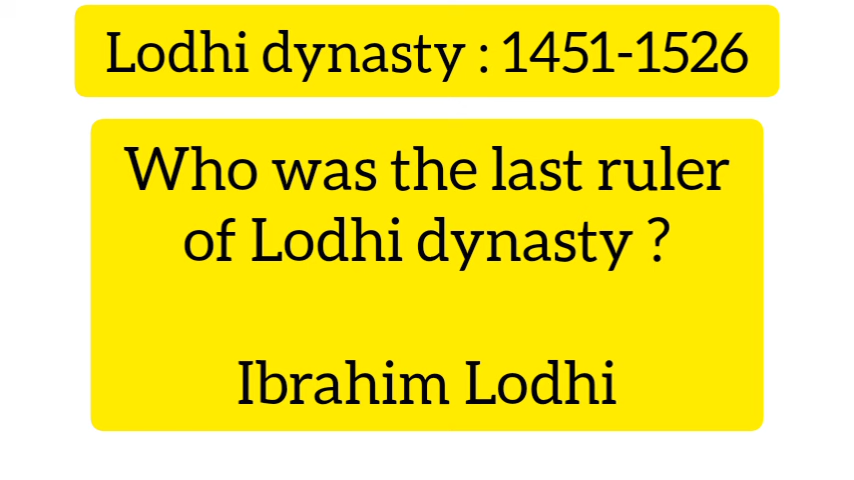 Lodhi dynasty : 1451-1526
Who was the last ruler
of Lodhi dynasty ?
Ibrahim Lodhi